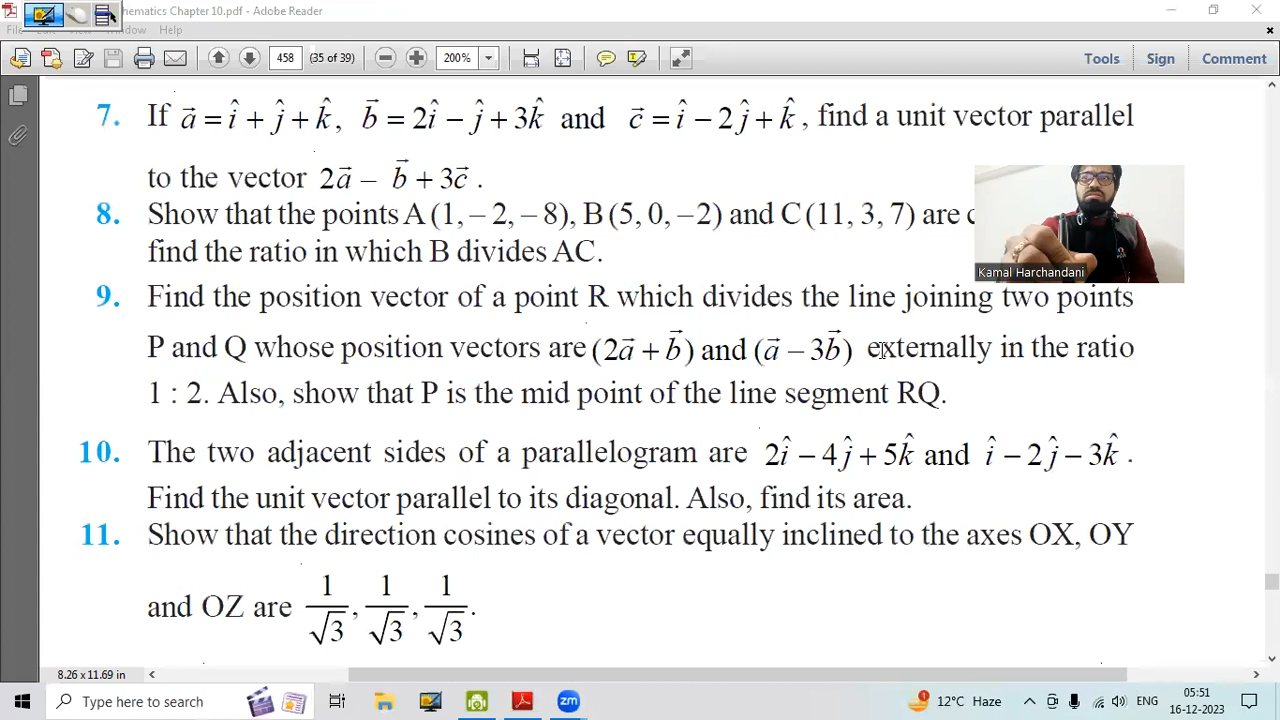 thematics Chapter 10.pdf - Adobe Reader
File Edit View Window Help
458 (35 of 39) 200% Tools Sign Comment
7. If a⃗ = î + ĵ + k̂, b⃗ = 2î − ĵ + 3k̂ and c⃗ = î − 2ĵ + k̂, find a unit vector parallel
to the vector 2a⃗ − b⃗ + 3c⃗ .
8. Show that the points A (1, – 2, – 8), B (5, 0, –2) and C (11, 3, 7) are c
find the ratio in which B divides AC.
Kamal Harchandani
9. Find the position vector of a point R which divides the line joining two points
P and Q whose position vectors are (2a⃗ + b⃗) and (a⃗ − 3b⃗) externally in the ratio
1 : 2. Also, show that P is the mid point of the line segment RQ.
10. The two adjacent sides of a parallelogram are 2î − 4ĵ + 5k̂ and î − 2ĵ − 3k̂ .
Find the unit vector parallel to its diagonal. Also, find its area.
11. Show that the direction cosines of a vector equally inclined to the axes OX, OY
and OZ are 1/√3, 1/√3, 1/√3.
8.26 x 11.69 in
Type here to search zm 1 12°C Haze ENG 05:51
16-12-2023